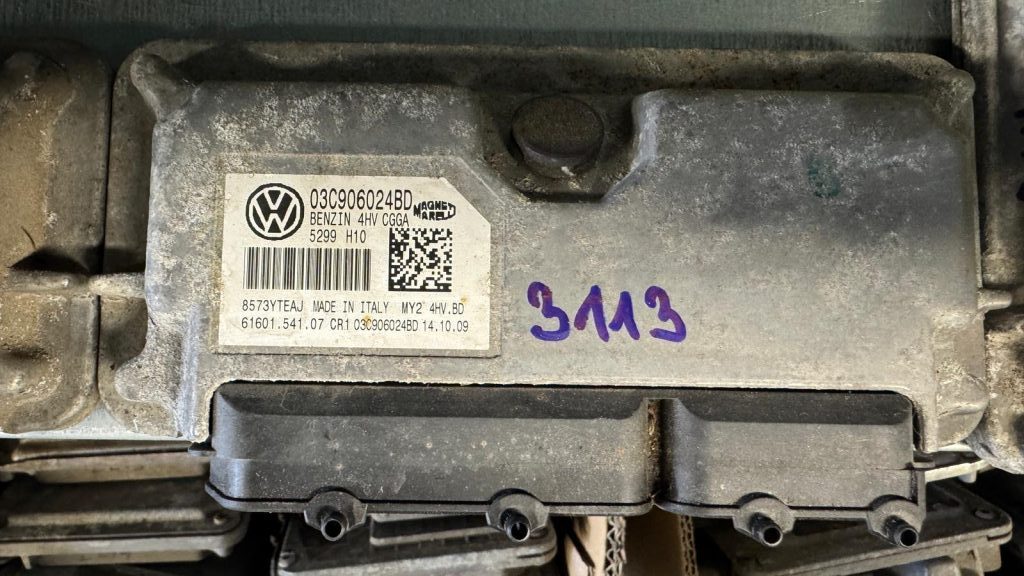 03C906024BD
MAGNETI
MARELLI
BENZIN 4HV CGGA
5299 H10
8573YTEAJ MADE IN ITALY MY2 4HV.BD
61601.541.07 CR1 03C906024BD 14.10.09
3113